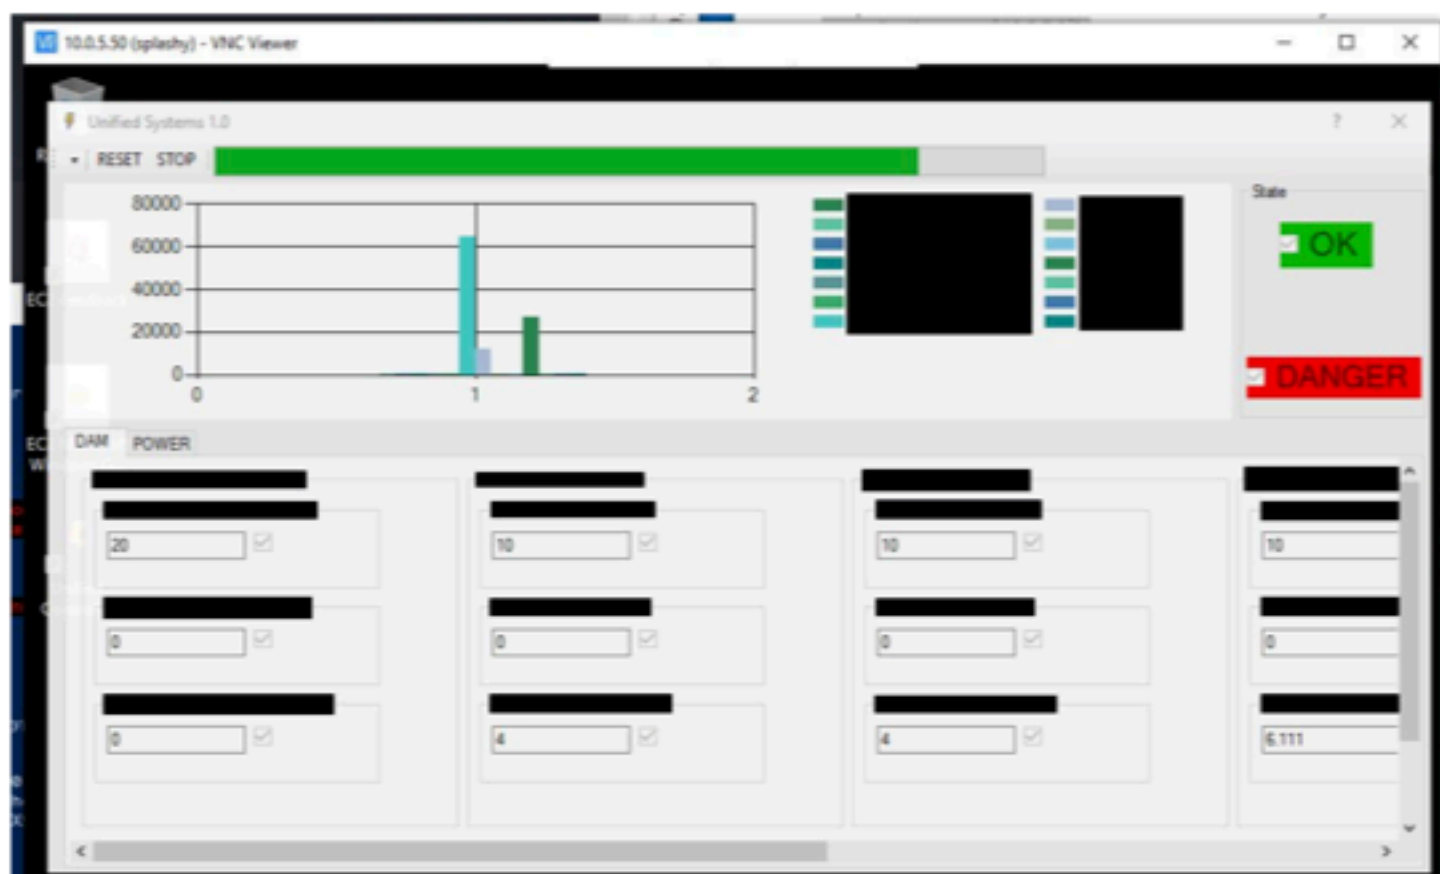 10.0.5.50 (splashy) - VNC Viewer
Unified Systems 1.0
RESET STOP
80000
60000
40000
20000
0
0 1 2
State
OK
DANGER
DAM POWER
20 10 10 10
0 0 0 0
0 4 4 6.111